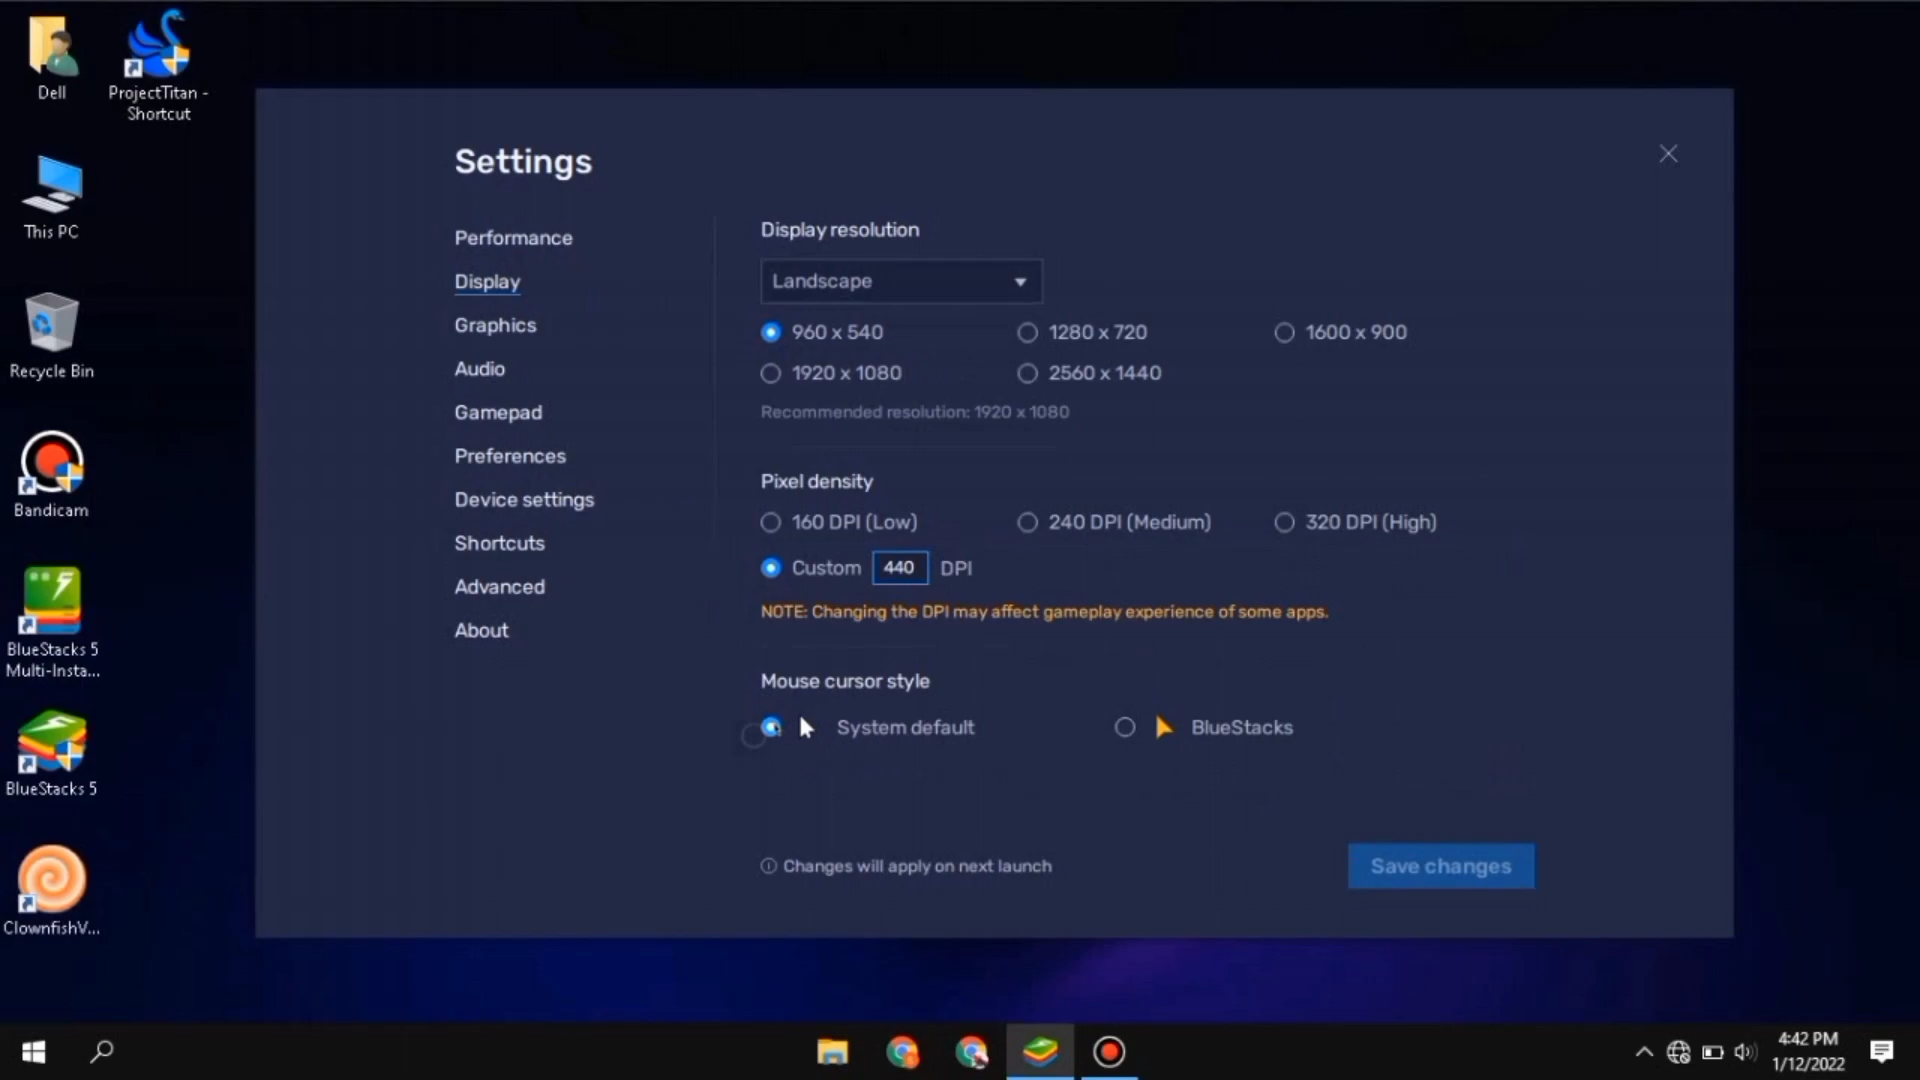 Dell
ProjectTitan -
Shortcut
This PC
Recycle Bin
Bandicam
BlueStacks 5
Multi-Insta...
BlueStacks 5
ClownfishV...
Settings
Performance
Display
Graphics
Audio
Gamepad
Preferences
Device settings
Shortcuts
Advanced
About
Display resolution
Landscape
960 x 540
1280 x 720
1600 x 900
1920 x 1080
2560 x 1440
Recommended resolution: 1920 x 1080
Pixel density
160 DPI (Low)
240 DPI (Medium)
320 DPI (High)
Custom 440 DPI
NOTE: Changing the DPI may affect gameplay experience of some apps.
Mouse cursor style
System default
BlueStacks
Changes will apply on next launch
Save changes
4:42 PM
1/12/2022